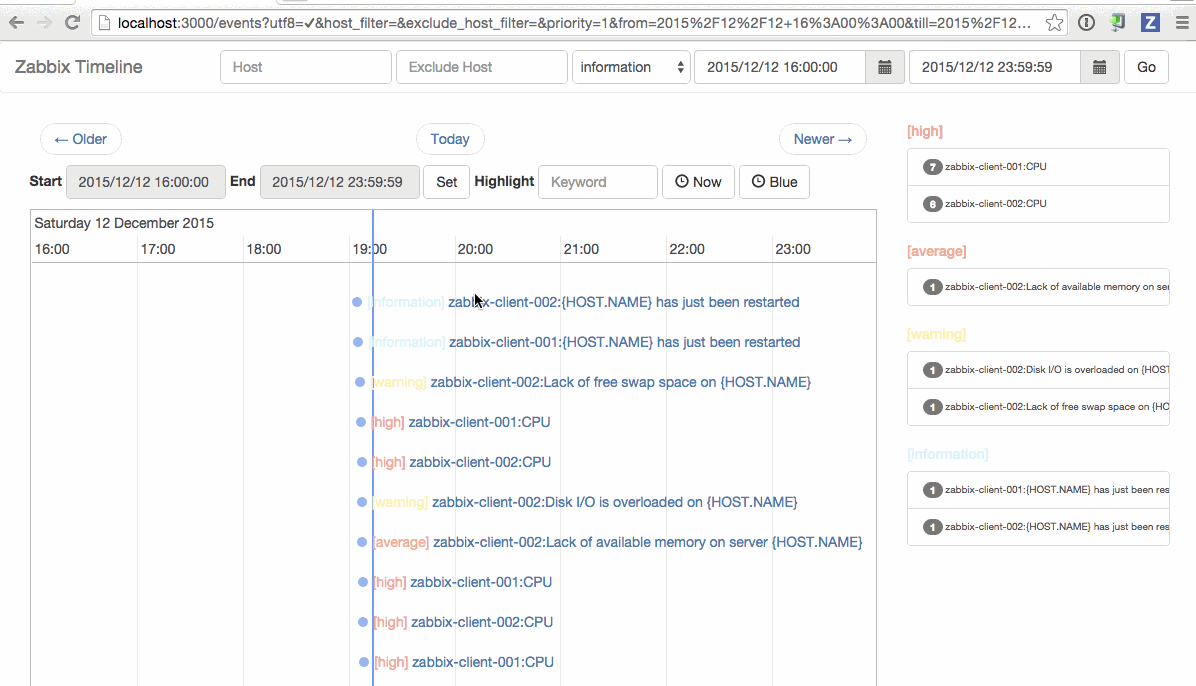 localhost:3000/events?utf8=✓&host_filter=&exclude_host_filter=&priority=1&from=2015%2F12%2F12+16%3A00%3A00&till=2015%2F12...
Zabbix Timeline
Host
Exclude Host
information
2015/12/12 16:00:00
2015/12/12 23:59:59
Go
← Older
Today
Newer →
Start
2015/12/12 16:00:00
End
2015/12/12 23:59:59
Set
Highlight
Keyword
Now
Blue
Saturday 12 December 2015
16:00 17:00 18:00 19:00 20:00 21:00 22:00 23:00
[information] zabbix-client-002:{HOST.NAME} has just been restarted
[information] zabbix-client-001:{HOST.NAME} has just been restarted
[warning] zabbix-client-002:Lack of free swap space on {HOST.NAME}
[high] zabbix-client-001:CPU
[high] zabbix-client-002:CPU
[warning] zabbix-client-002:Disk I/O is overloaded on {HOST.NAME}
[average] zabbix-client-002:Lack of available memory on server {HOST.NAME}
[high] zabbix-client-001:CPU
[high] zabbix-client-002:CPU
[high] zabbix-client-001:CPU
[high]
7 zabbix-client-001:CPU
6 zabbix-client-002:CPU
[average]
1 zabbix-client-002:Lack of available memory on ser
[warning]
1 zabbix-client-002:Disk I/O is overloaded on {HOST
1 zabbix-client-002:Lack of free swap space on {HO
[information]
1 zabbix-client-001:{HOST.NAME} has just been res
1 zabbix-client-002:{HOST.NAME} has just been res